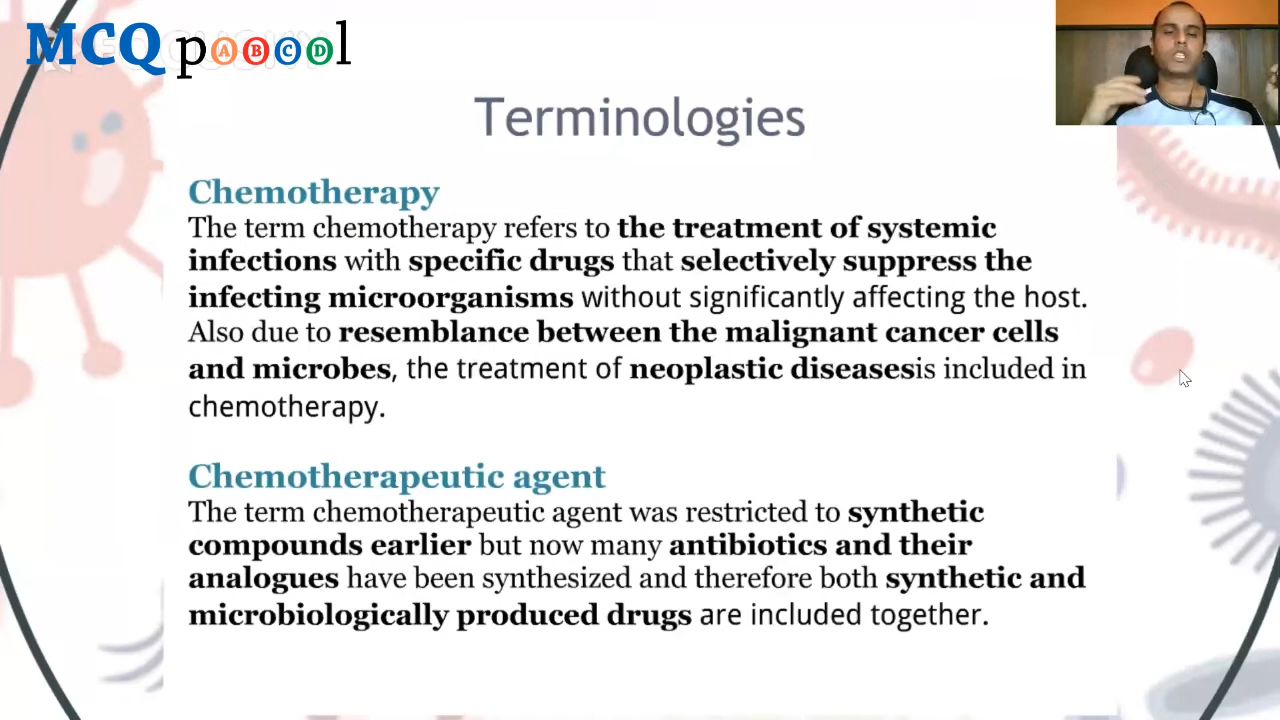 MCQ pABCDl
Terminologies
Chemotherapy
The term chemotherapy refers to the treatment of systemic
infections with specific drugs that selectively suppress the
infecting microorganisms without significantly affecting the host.
Also due to resemblance between the malignant cancer cells
and microbes, the treatment of neoplastic diseasesis included in
chemotherapy.
Chemotherapeutic agent
The term chemotherapeutic agent was restricted to synthetic
compounds earlier but now many antibiotics and their
analogues have been synthesized and therefore both synthetic and
microbiologically produced drugs are included together.